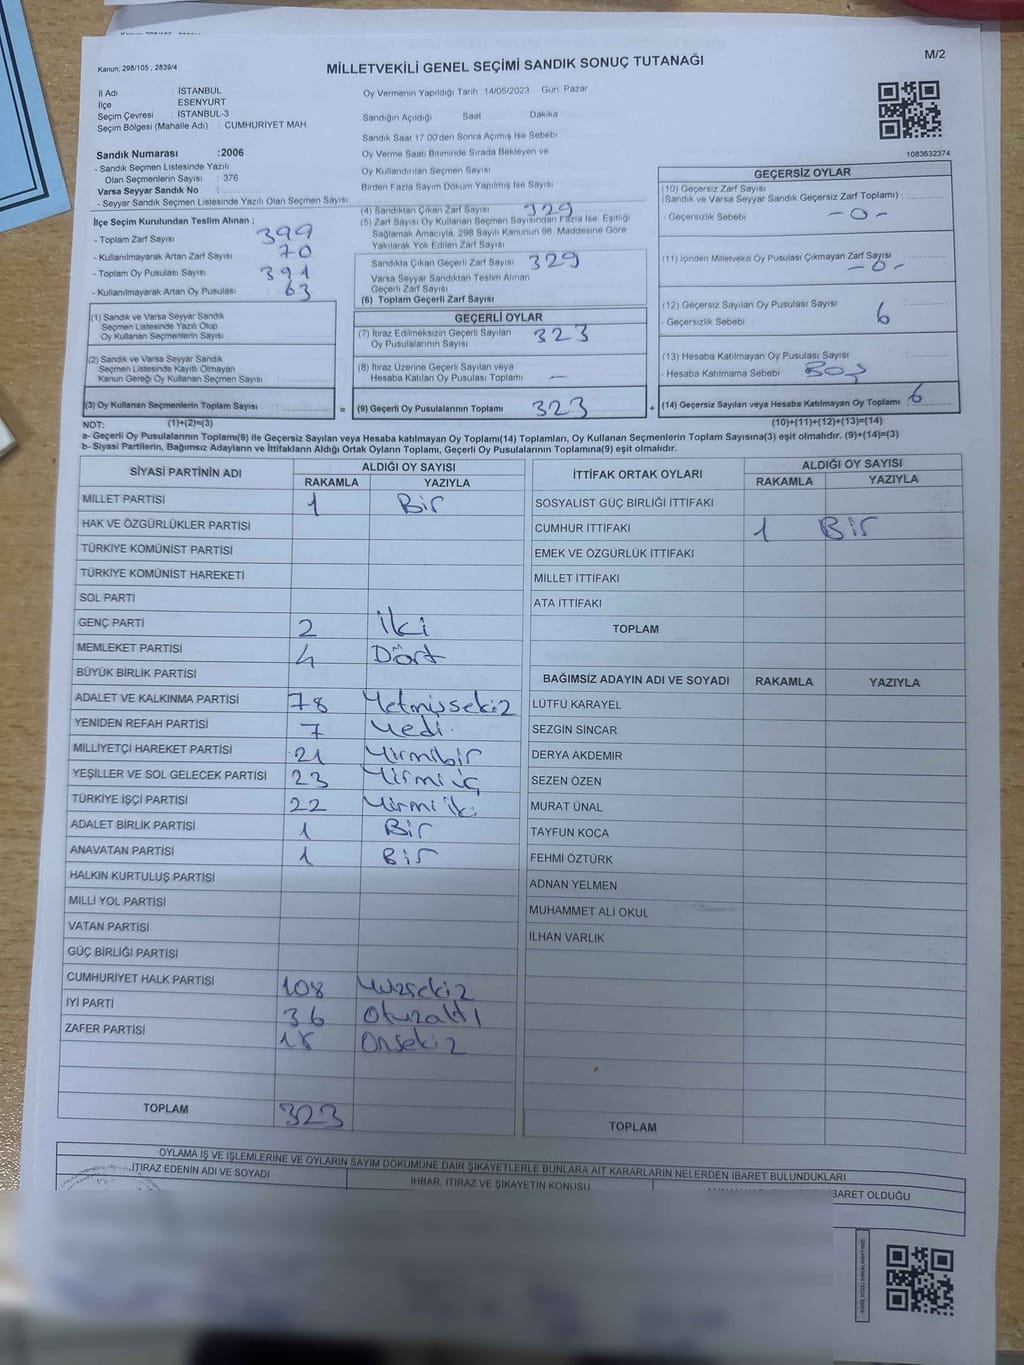 Kanun: 298/105 , 2839/4
MİLLETVEKİLİ GENEL SEÇİMİ SANDIK SONUÇ TUTANAĞI
M/2
İl Adı : İSTANBUL
İlçe : ESENYURT
Seçim Çevresi : İSTANBUL-3
Seçim Bölgesi (Mahalle Adı) : CUMHURİYET MAH
Sandık Numarası :2006
- Sandık Seçmen Listesinde Yazılı
Olan Seçmenlerin Sayısı : 376
Varsa Seyyar Sandık No :
- Seyyar Sandık Seçmen Listesinde Yazılı Olan Seçmen Sayısı
Oy Vermenin Yapıldığı Tarih 14/05/2023 Gün Pazar
Sandığın Açıldığı Saat Dakika
Sandık Saat 17:00'den Sonra Açmış İse Sebebi
Oy Verme Saati Bitiminde Sırada Bekleyen ve
Oy Kullandırılan Seçmen Sayısı
Birden Fazla Sayım Döküm Yapılmış İse Sayısı
1083632374
İlçe Seçim Kurulundan Teslim Alınan :
- Toplam Zarf Sayısı 399
- Kullanılmayarak Artan Zarf Sayısı 70
- Toplam Oy Pusulası Sayısı 391
- Kullanılmayarak Artan Oy Pusulası 63
(1) Sandık ve Varsa Seyyar Sandık
Seçmen Listesinde Yazılı Olup
Oy Kullanan Seçmenlerin Sayısı
(2) Sandık ve Varsa Seyyar Sandık
Seçmen Listesinde Kayıtlı Olmayan
Kanun Gereği Oy Kullanan Seçmen Sayısı :
(3) Oy Kullanan Seçmenlerin Toplam Sayısı :
(4) Sandıktan Çıkan Zarf Sayısı 329
(5) Zarf Sayısı Oy Kullanan Seçmen Sayısından Fazla İse, Eşitliği
Sağlamak Amacıyla, 298 Sayılı Kanunun 98. Maddesine Göre
Yakılarak Yok Edilen Zarf Sayısı
Sandıkta Çıkan Geçerli Zarf Sayısı 329
Varsa Seyyar Sandıktan Teslim Alınan
Geçerli Zarf Sayısı
(6) Toplam Geçerli Zarf Sayısı
GEÇERLİ OYLAR
(7) İtiraz Edilmeksizin Geçerli Sayılan
Oy Pusulalarının Sayısı 323
(8) İtiraz Üzerine Geçerli Sayılan veya
Hesaba Katılan Oy Pusulası Toplamı —
= (9) Geçerli Oy Pusulalarının Toplamı 323
GEÇERSİZ OYLAR
(10) Geçersiz Zarf Sayısı
(Sandık ve Varsa Seyyar Sandık Geçersiz Zarf Toplamı) :
- Geçersizlik Sebebi -0-
(11) İçinden Milletvekili Oy Pusulası Çıkmayan Zarf Sayısı
-0-
(12) Geçersiz Sayılan Oy Pusulası Sayısı :
- Geçersizlik Sebebi 6
(13) Hesaba Katılmayan Oy Pusulası Sayısı
- Hesaba Katılmama Sebebi Boş
+ (14) Geçersiz Sayılan veya Hesaba Katılmayan Oy Toplamı 6
NOT: (1)+(2)=(3) (10)+(11)+(12)+(13)=(14)
a- Geçerli Oy Pusulalarının Toplamı(9) ile Geçersiz Sayılan veya Hesaba katılmayan Oy Toplamı(14) Toplamları, Oy Kullanan Seçmenlerin Toplam Sayısına(3) eşit olmalıdır. (9)+(14)=(3)
b- Siyasi Partilerin, Bağımsız Adayların ve İttifakların Aldığı Ortak Oyların Toplamı, Geçerli Oy Pusulalarının Toplamına(9) eşit olmalıdır.
SİYASİ PARTİNİN ADI ALDIĞI OY SAYISI
RAKAMLA YAZIYLA
MİLLET PARTİSİ 1 Bir
HAK VE ÖZGÜRLÜKLER PARTİSİ
TÜRKİYE KOMÜNİST PARTİSİ
TÜRKİYE KOMÜNİST HAREKETİ
SOL PARTİ
GENÇ PARTİ 2 İki
MEMLEKET PARTİSİ 4 Dört
BÜYÜK BİRLİK PARTİSİ
ADALET VE KALKINMA PARTİSİ 78 Yetmişsekiz
YENİDEN REFAH PARTİSİ 7 Yedi
MİLLİYETÇİ HAREKET PARTİSİ 21 Yirmibir
YEŞİLLER VE SOL GELECEK PARTİSİ 23 Yirmi üç
TÜRKİYE İŞÇİ PARTİSİ 22 Yirmi iki
ADALET BİRLİK PARTİSİ 1 Bir
ANAVATAN PARTİSİ 1 Bir
HALKIN KURTULUŞ PARTİSİ
MİLLİ YOL PARTİSİ
VATAN PARTİSİ
GÜÇ BİRLİĞİ PARTİSİ
CUMHURİYET HALK PARTİSİ 108 Yüzsekiz
İYİ PARTİ 36 Otuzaltı
ZAFER PARTİSİ 18 Onsekiz
TOPLAM 323
İTTİFAK ORTAK OYLARI ALDIĞI OY SAYISI
RAKAMLA YAZIYLA
SOSYALİST GÜÇ BİRLİĞİ İTTİFAKI
CUMHUR İTTİFAKI 1 Bir
EMEK VE ÖZGÜRLÜK İTTİFAKI
MİLLET İTTİFAKI
ATA İTTİFAKI
TOPLAM
BAĞIMSIZ ADAYIN ADI VE SOYADI RAKAMLA YAZIYLA
LÜTFÜ KARAYEL
SEZGİN SİNCAR
DERYA AKDEMİR
SEZEN ÖZEN
MURAT ÜNAL
TAYFUN KOCA
FEHMİ ÖZTÜRK
ADNAN YELMEN
MUHAMMET ALİ OKUL
İLHAN VARLIK
TOPLAM
OYLAMA İŞ VE İŞLEMLERİNE VE OYLARIN SAYIM DÖKÜMÜNE DAİR ŞİKAYETLERLE BUNLARA AİT KARARLARIN NELERDEN İBARET BULUNDUKLARI
İTİRAZ EDENİN ADI VE SOYADI
İHBAR, İTİRAZ VE ŞİKAYETİN KONUSU
İBARET OLDUĞU